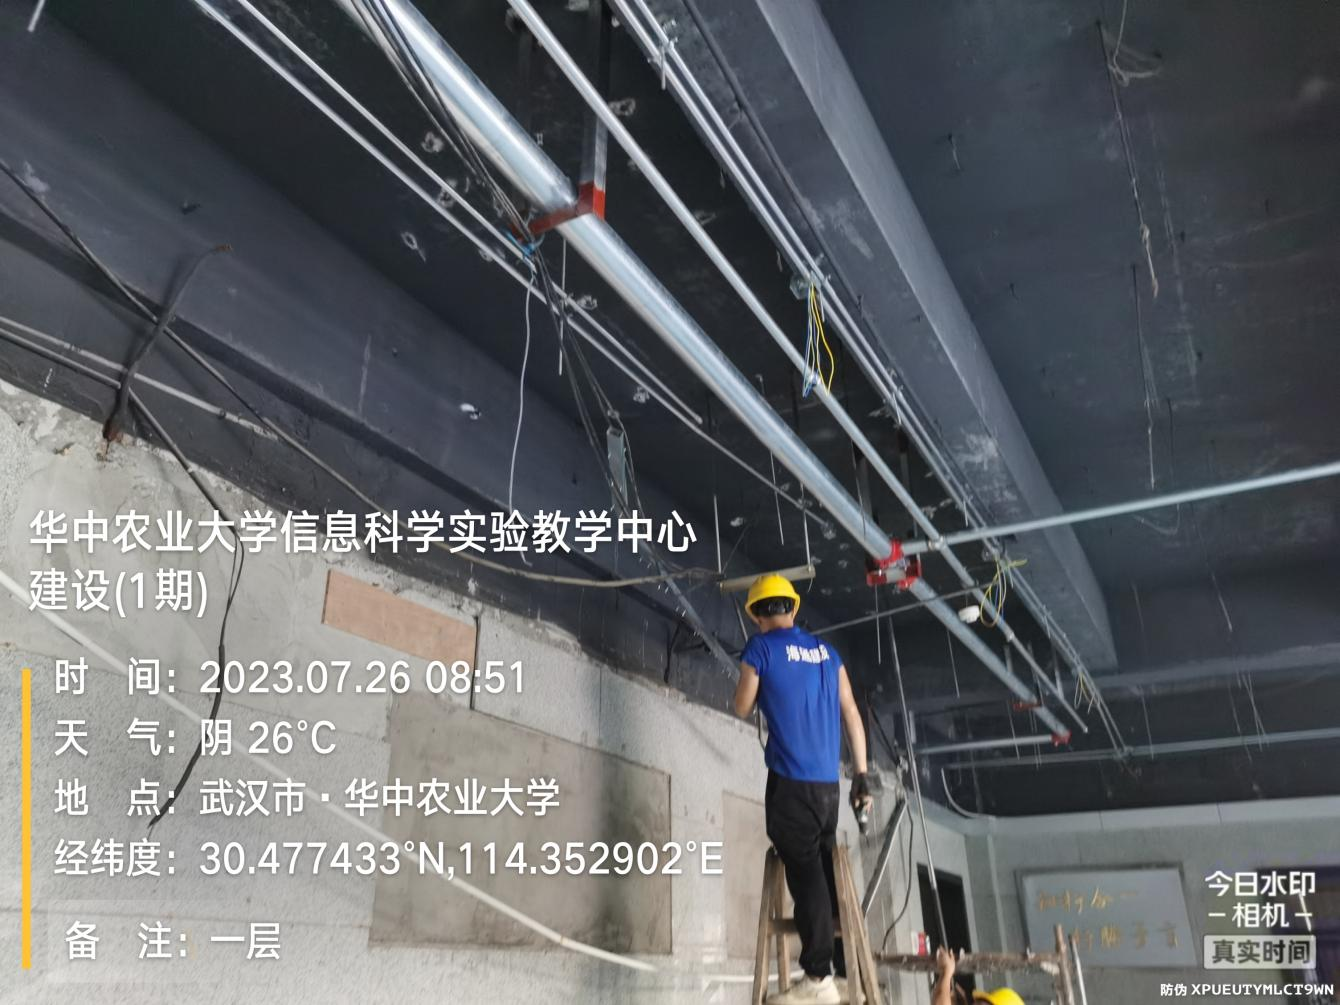 华中农业大学信息科学实验教学中心
建设(1期)
时 间：2023.07.26 08:51
天 气：阴 26°C
地 点：武汉市·华中农业大学
经纬度：30.477433°N,114.352902°E
备 注：一层
今日水印
-相机-
真实时间
防伪 XPUEUTYMLCT9WN